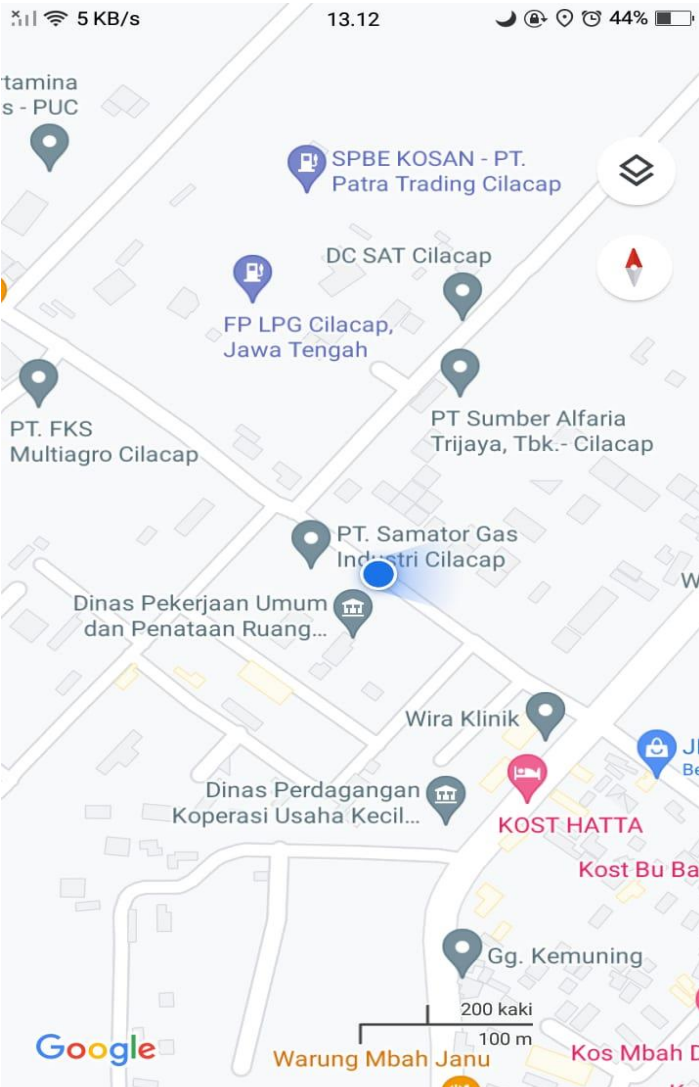 5 KB/s
13.12
44%
rtamina
s - PUC
SPBE KOSAN - PT.
Patra Trading Cilacap
DC SAT Cilacap
FP LPG Cilacap,
Jawa Tengah
PT. FKS
Multiagro Cilacap
PT Sumber Alfaria
Trijaya, Tbk.- Cilacap
PT. Samator Gas
Industri Cilacap
W
Dinas Pekerjaan Umum
dan Penataan Ruang...
Wira Klinik
JI
Be
Dinas Perdagangan
Koperasi Usaha Kecil...
KOST HATTA
Kost Bu Ba
Gg. Kemuning
200 kaki
100 m
Google
Warung Mbah Janu
Kos Mbah D